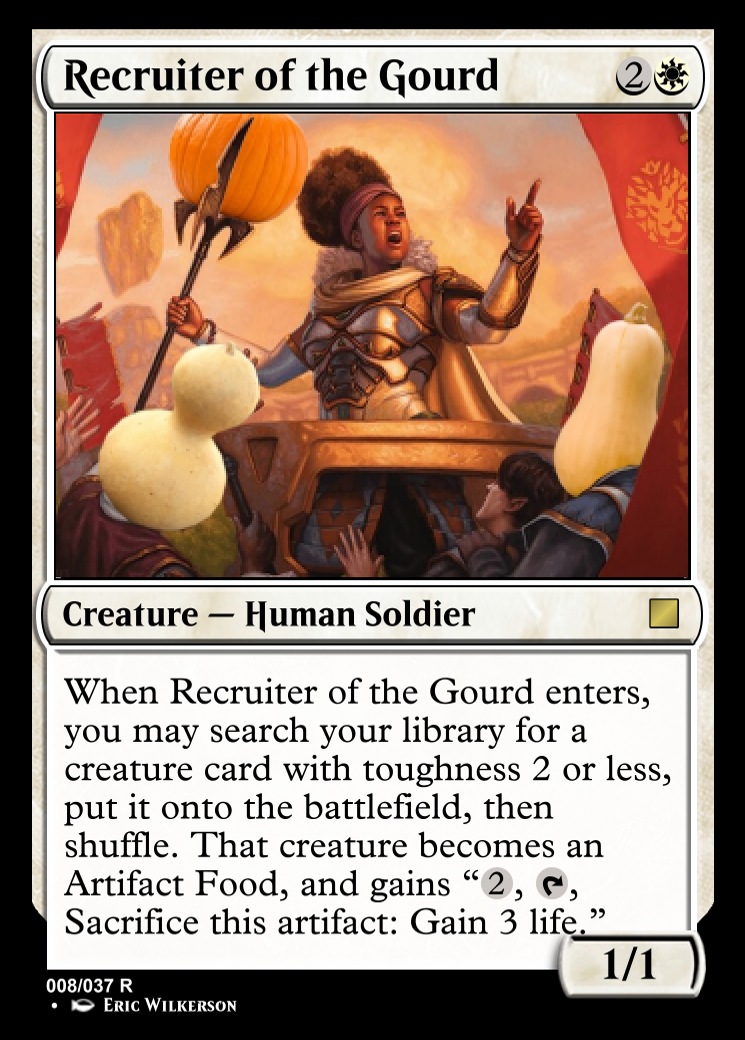 Recruiter of the Gourd 2
Creature — Human Soldier
When Recruiter of the Gourd enters,
you may search your library for a
creature card with toughness 2 or less,
put it onto the battlefield, then
shuffle. That creature becomes an
Artifact Food, and gains “2, ,
Sacrifice this artifact: Gain 3 life.”
1/1
008/037 R
• Eric Wilkerson